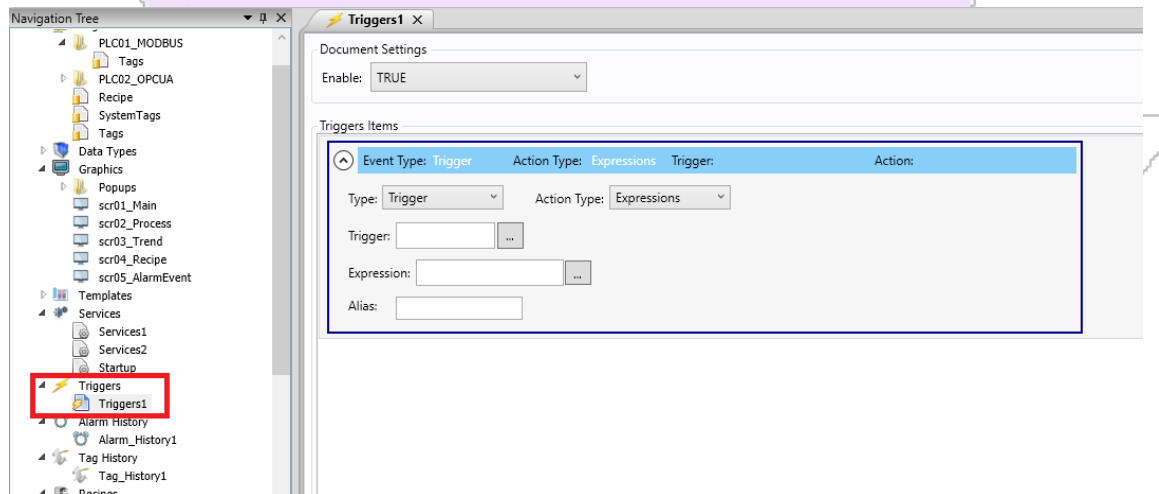 Navigation Tree
PLC01_MODBUS
Tags
PLC02_OPCUA
Recipe
SystemTags
Tags
Data Types
Graphics
Popups
scr01_Main
scr02_Process
scr03_Trend
scr04_Recipe
scr05_AlarmEvent
Templates
Services
Services1
Services2
Startup
Triggers
Triggers1
Alarm History
Alarm_History1
Tag History
Tag_History1
Recipes
Triggers1
Document Settings
Enable: TRUE
Triggers Items
Event Type: Trigger Action Type: Expressions Trigger: Action:
Type: Trigger Action Type: Expressions
Trigger: ...
Expression: ...
Alias: